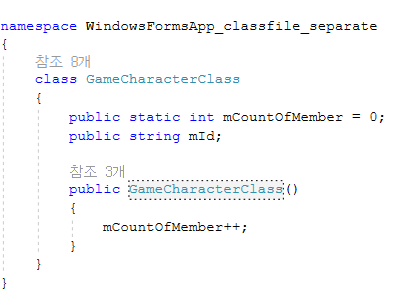 namespace WindowsFormsApp_classfile_separate
{
참조 8개
class GameCharacterClass
{
public static int mCountOfMember = 0;
public string mId;
참조 3개
public GameCharacterClass()
{
mCountOfMember++;
}
}
}